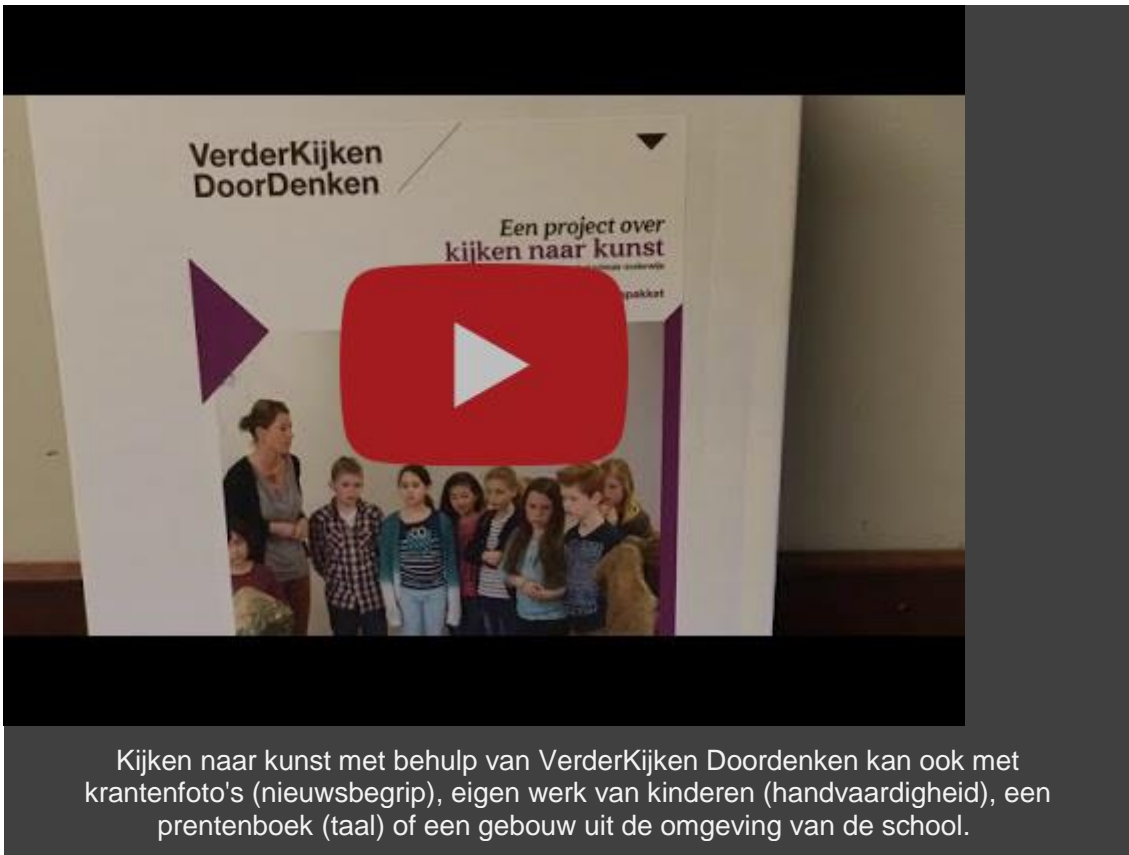 VerderKijken
DoorDenken
Een project over
kijken naar kunst
onderwijs
Kijken naar kunst met behulp van VerderKijken Doordenken kan ook met
krantenfoto's (nieuwsbegrip), eigen werk van kinderen (handvaardigheid), een
prentenboek (taal) of een gebouw uit de omgeving van de school.